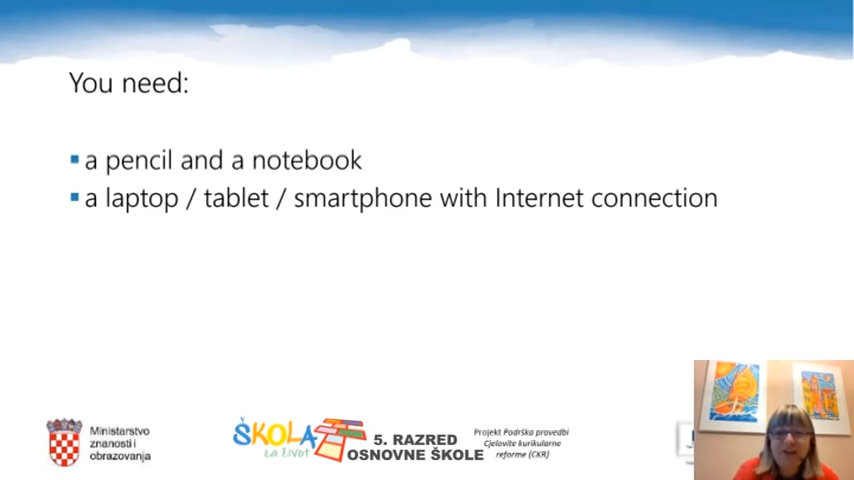 You need:
a pencil and a notebook
a laptop / tablet / smartphone with Internet connection
Ministarstvo
znanosti i
obrazovanja
ŠKOLA
za život
5. RAZRED
OSNOVNE ŠKOLE
Projekt Podrška provedbi
Cjelovite kurikularne
reforme (CKR)